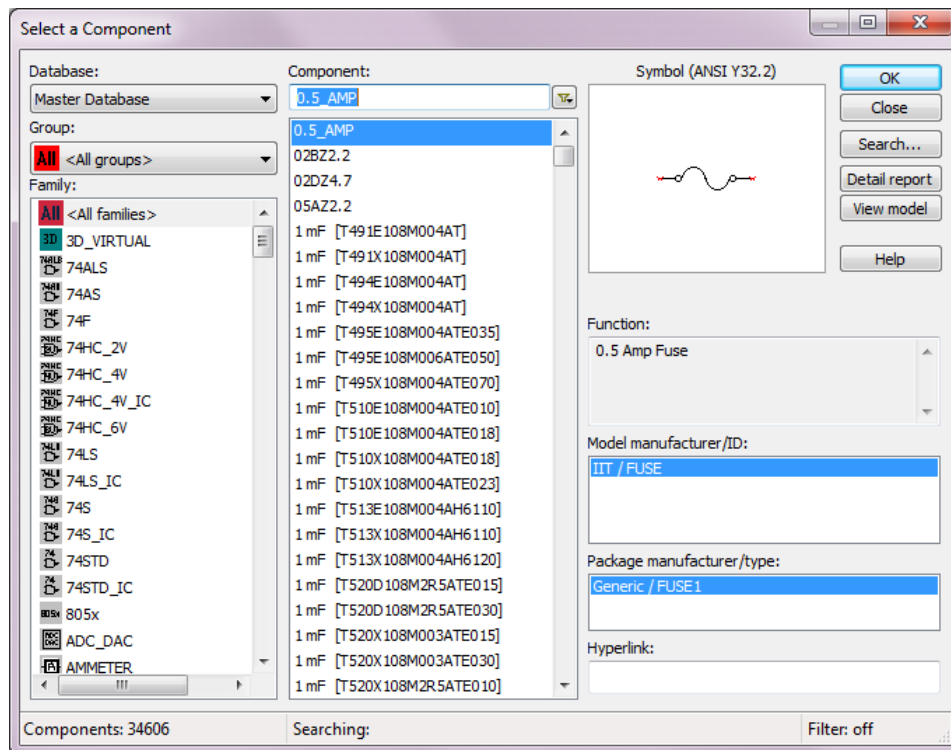 Select a Component
Database:
Master Database
Group:
All <All groups>
Family:
All <All families>
3D 3D_VIRTUAL
74ALS
74AS
74F
74HC_2V
74HC_4V
74HC_4V_IC
74HC_6V
74LS
74LS_IC
74S
74S_IC
74STD
74STD_IC
805x 805x
ADC_DAC
A AMMETER
Component:
0.5_AMP
0.5_AMP
02BZ2.2
02DZ4.7
05AZ2.2
1 mF [T491E108M004AT]
1 mF [T491X108M004AT]
1 mF [T494E108M004AT]
1 mF [T494X108M004AT]
1 mF [T495E108M004ATE035]
1 mF [T495E108M006ATE050]
1 mF [T495X108M004ATE070]
1 mF [T510E108M004ATE010]
1 mF [T510E108M004ATE018]
1 mF [T510X108M004ATE018]
1 mF [T510X108M004ATE023]
1 mF [T513E108M004AH6110]
1 mF [T513X108M004AH6110]
1 mF [T513X108M004AH6120]
1 mF [T520D108M2R5ATE015]
1 mF [T520D108M2R5ATE030]
1 mF [T520X108M003ATE015]
1 mF [T520X108M003ATE030]
1 mF [T520X108M2R5ATE010]
Symbol (ANSI Y32.2)
Function:
0.5 Amp Fuse
Model manufacturer/ID:
IIT / FUSE
Package manufacturer/type:
Generic / FUSE1
Hyperlink:
OK
Close
Search...
Detail report
View model
Help
Components: 34606
Searching:
Filter: off